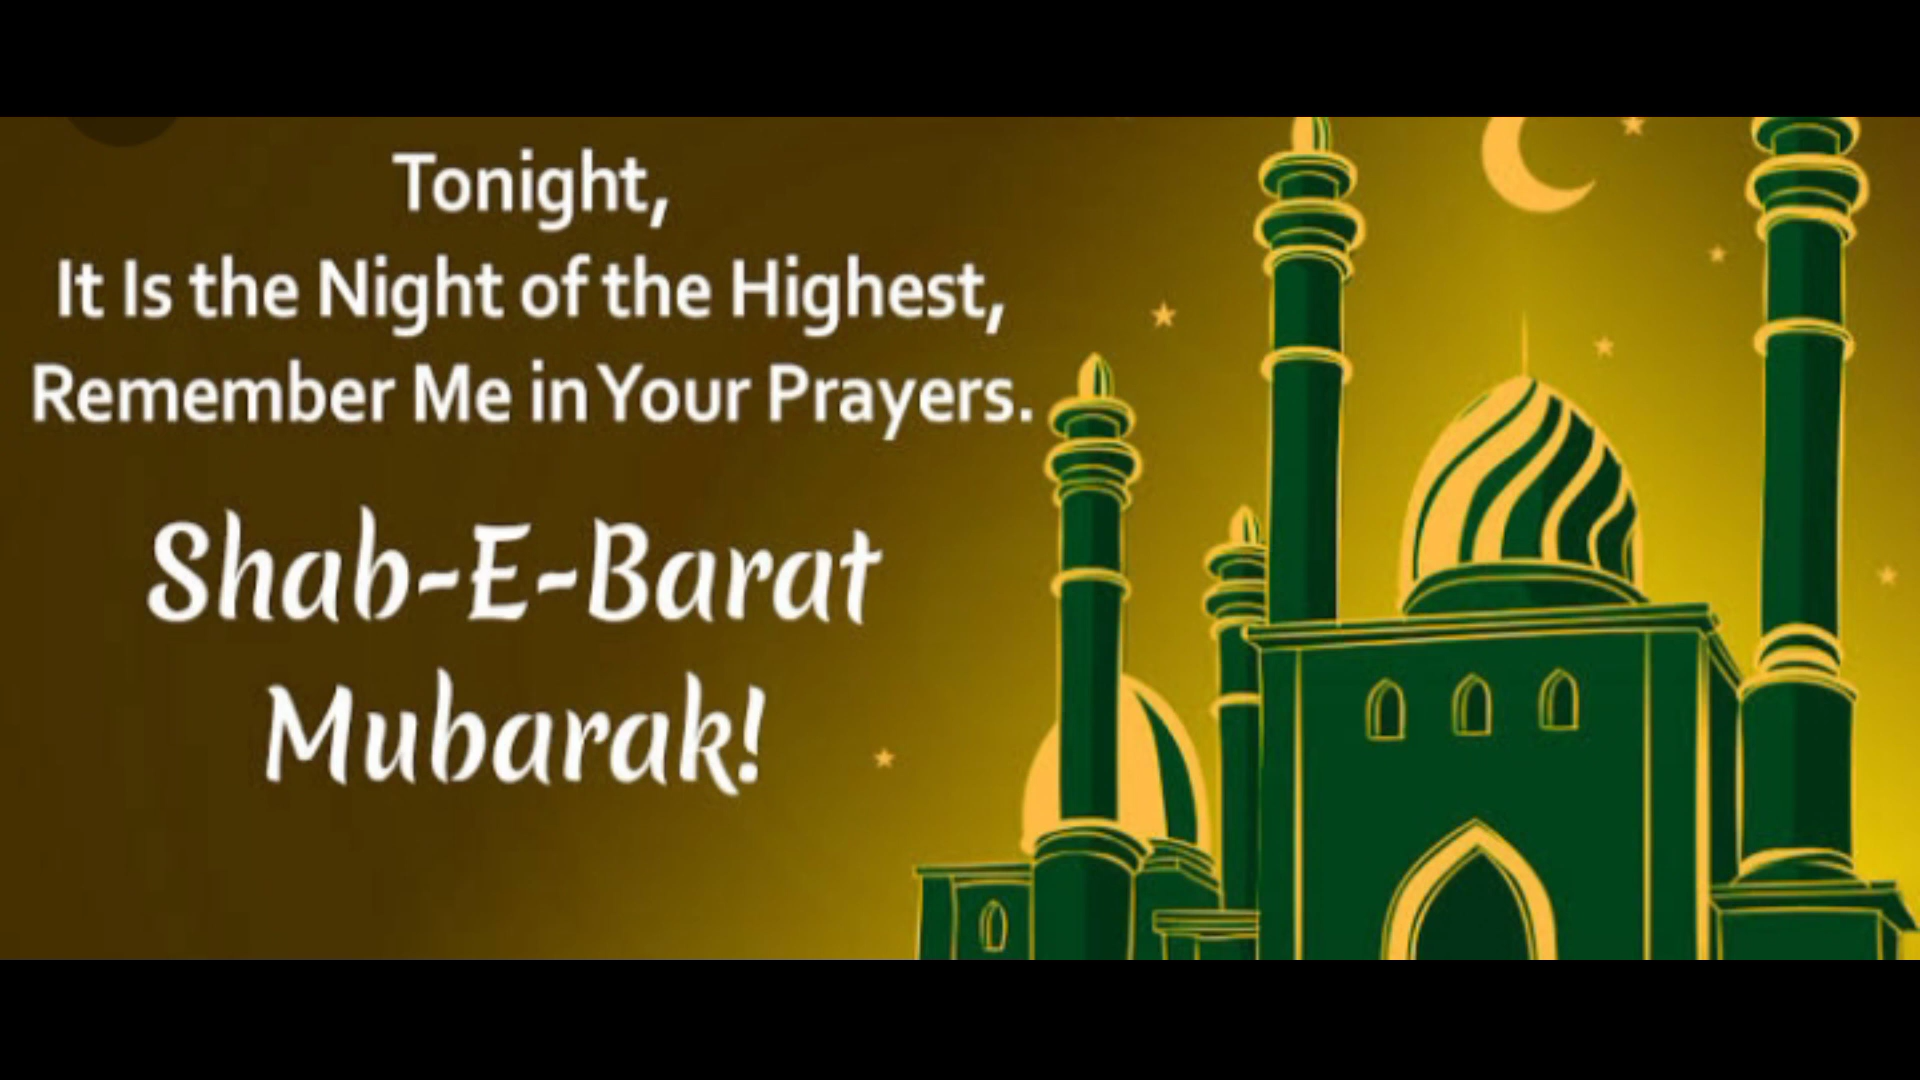 Tonight,
It Is the Night of the Highest,
Remember Me in Your Prayers.
Shab-E-Barat
Mubarak!